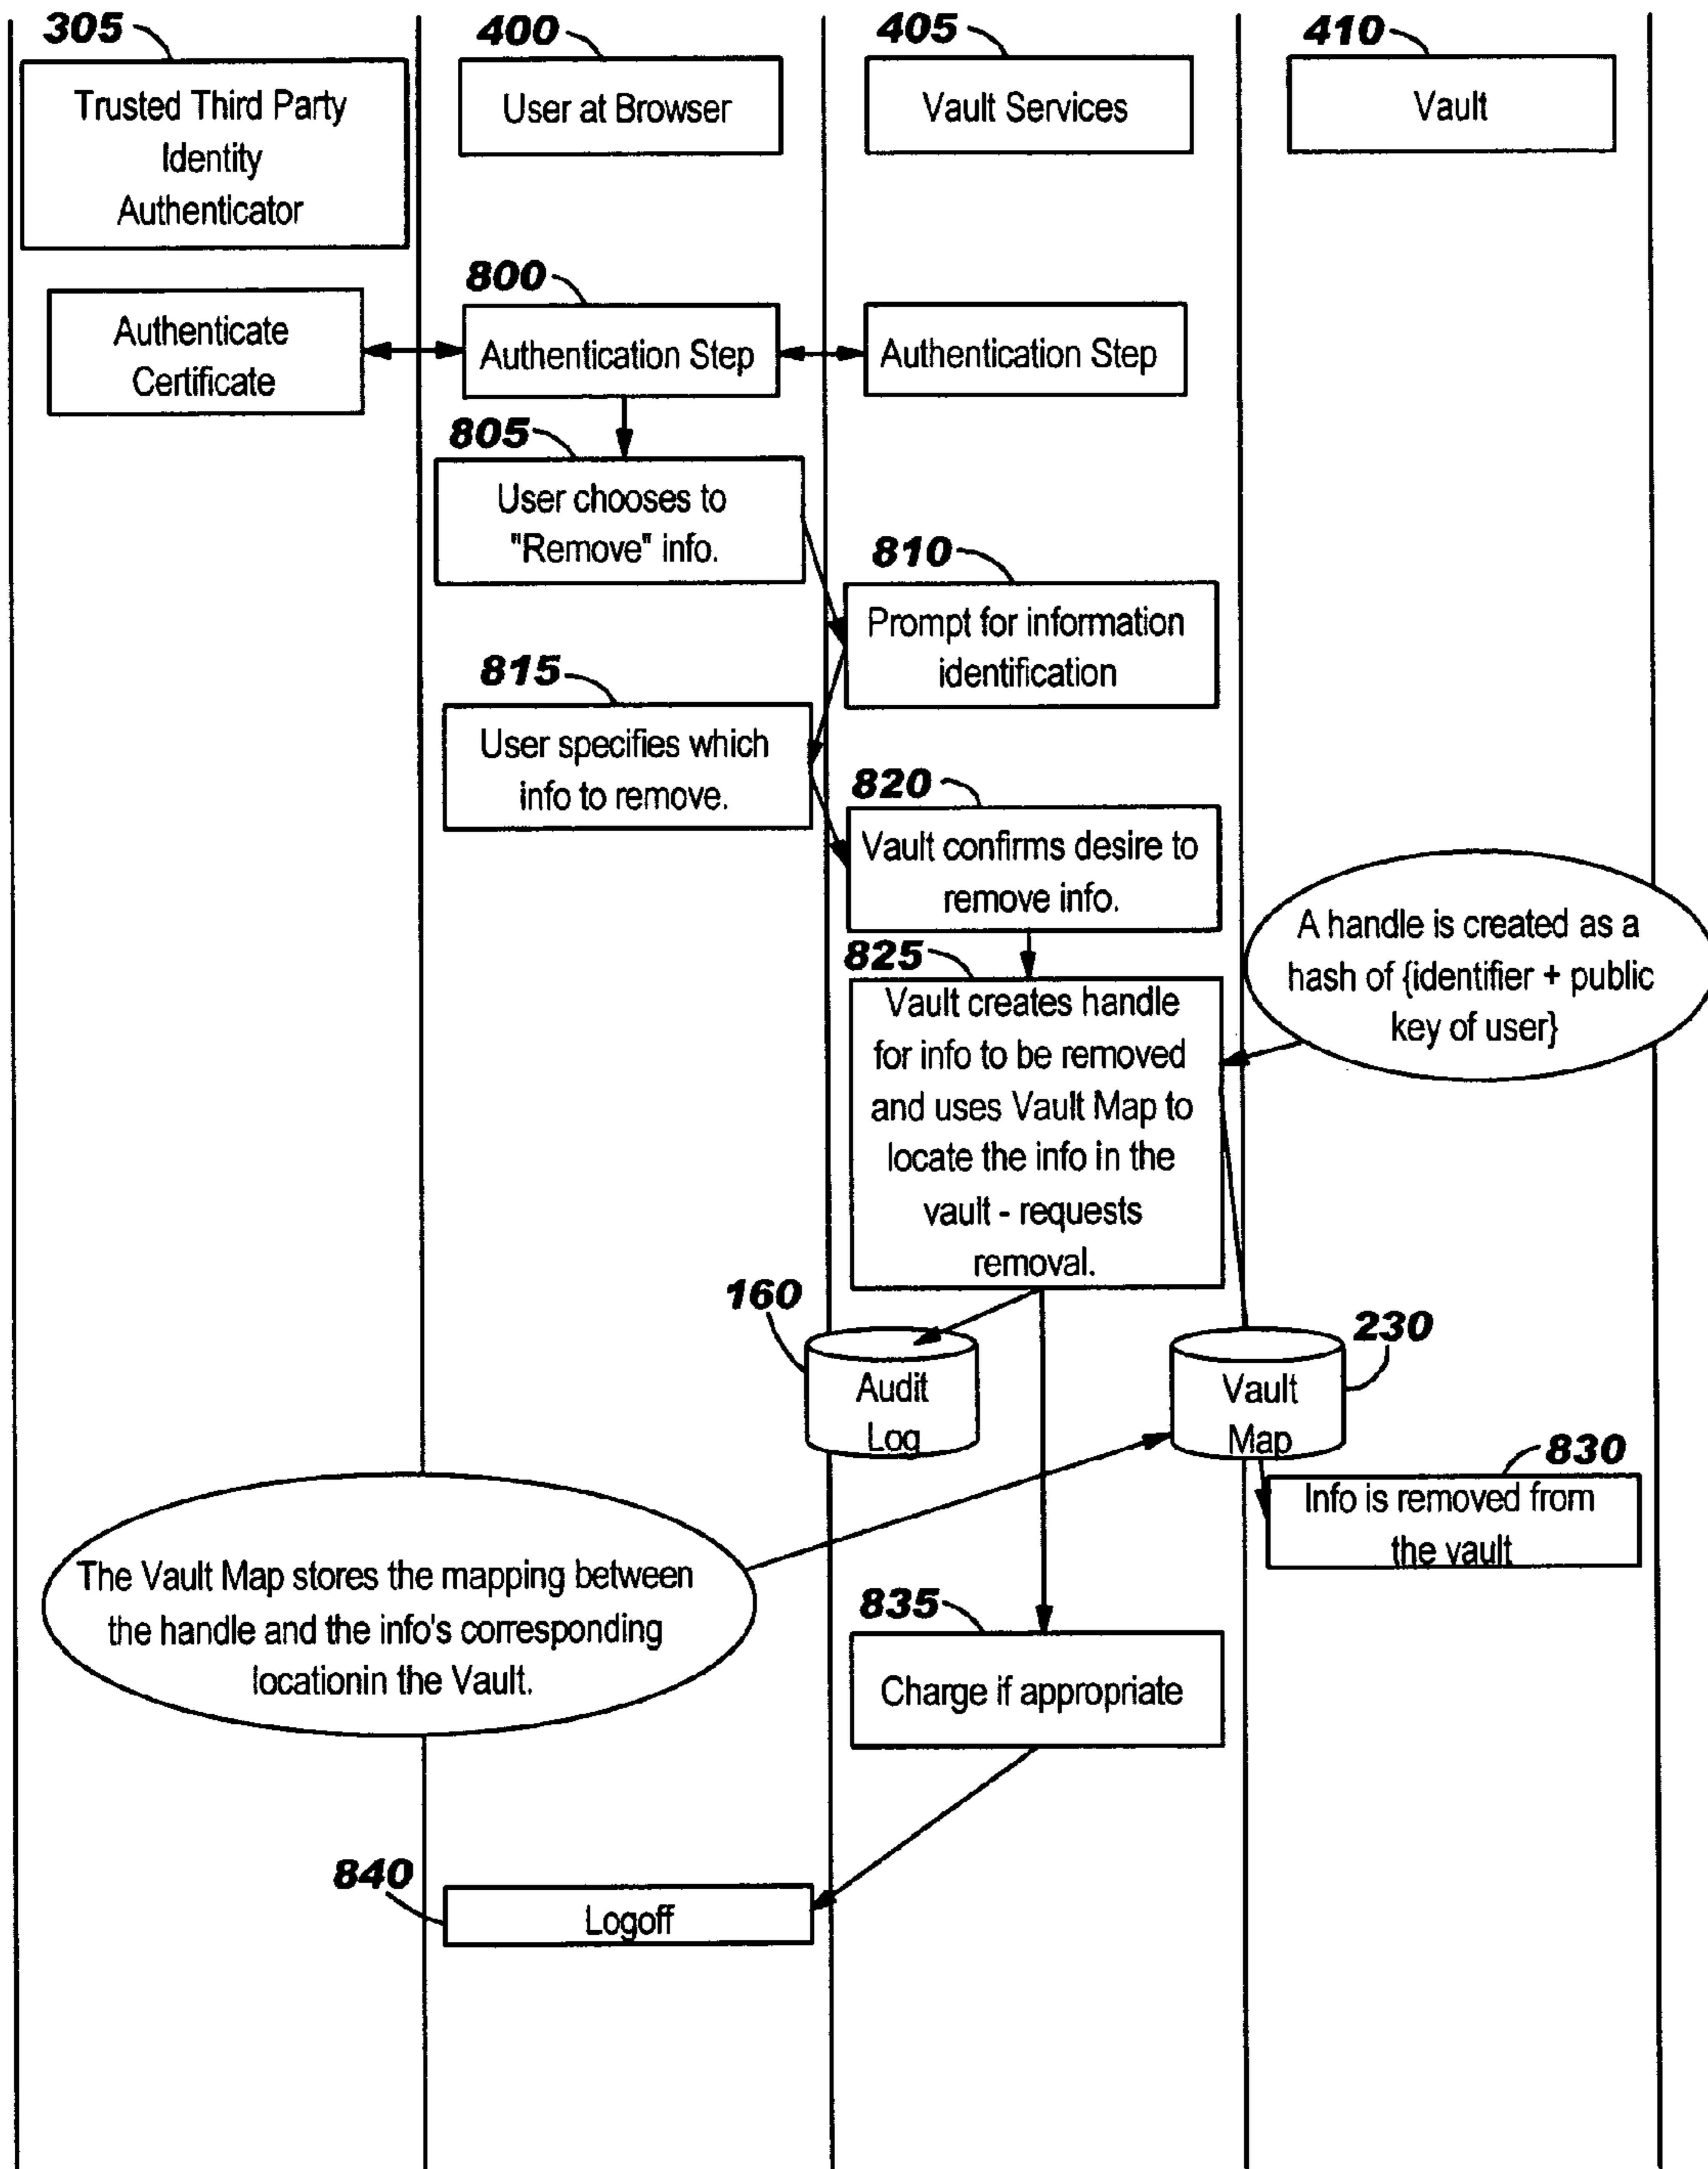 305
400
405
410
Trusted Third Party
Identity
Authenticator
User at Browser
Vault Services
Vault
800
Authenticate
Certificate
Authentication Step
Authentication Step
805
User chooses to
"Remove" info.
810
Prompt for information
identification
815
User specifies which
info to remove.
820
Vault confirms desire to
remove info.
A handle is created as a
hash of {identifier + public
key of user}
825
Vault creates handle
for info to be removed
and uses Vault Map to
locate the info in the
vault - requests
removal.
160
Audit
Log
230
Vault
Map
830
Info is removed from
the vault
The Vault Map stores the mapping between
the handle and the info's corresponding
locationin the Vault.
835
Charge if appropriate
840
Logoff